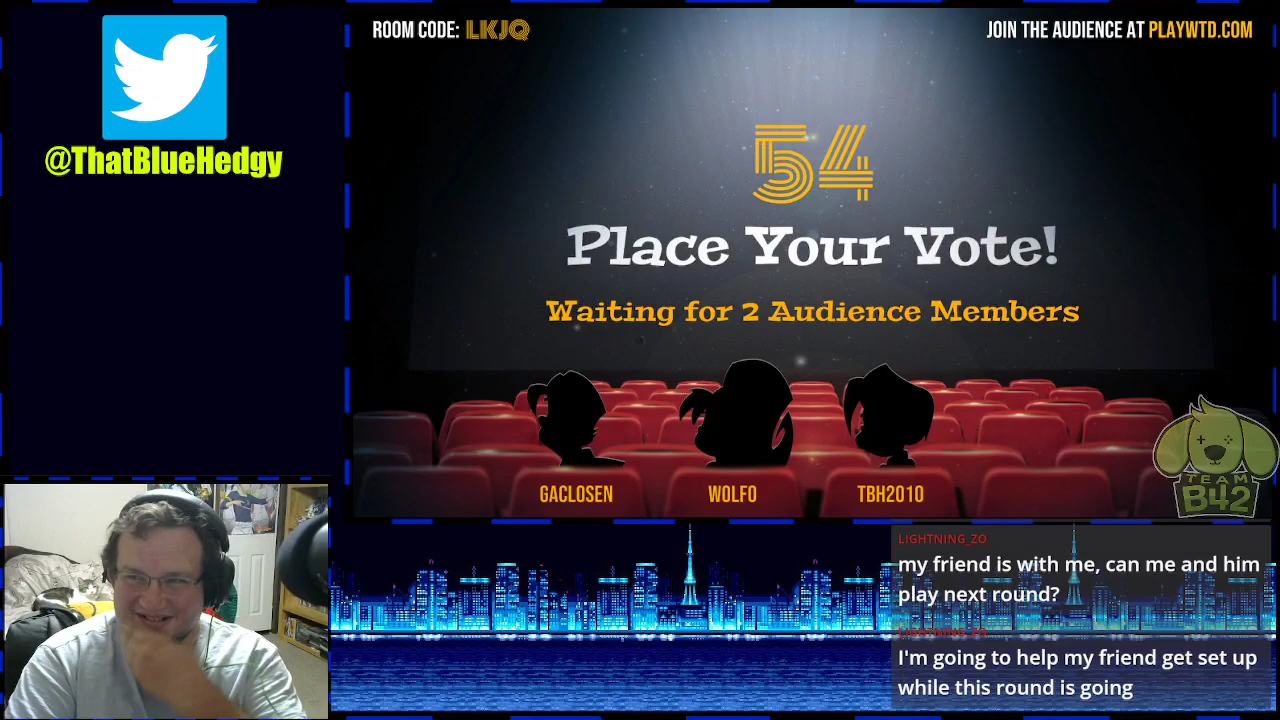 ROOM CODE: LKJQ
JOIN THE AUDIENCE AT PLAYWTD.COM
@ThatBlueHedgy
54
Place Your Vote!
Waiting for 2 Audience Members
GACLOSEN
WOLFO
TBH2010
TEAM
B42
LIGHTNING_ZO
my friend is with me, can me and him
play next round?
LIGHTNING_ZO
I'm going to help my friend get set up
while this round is going